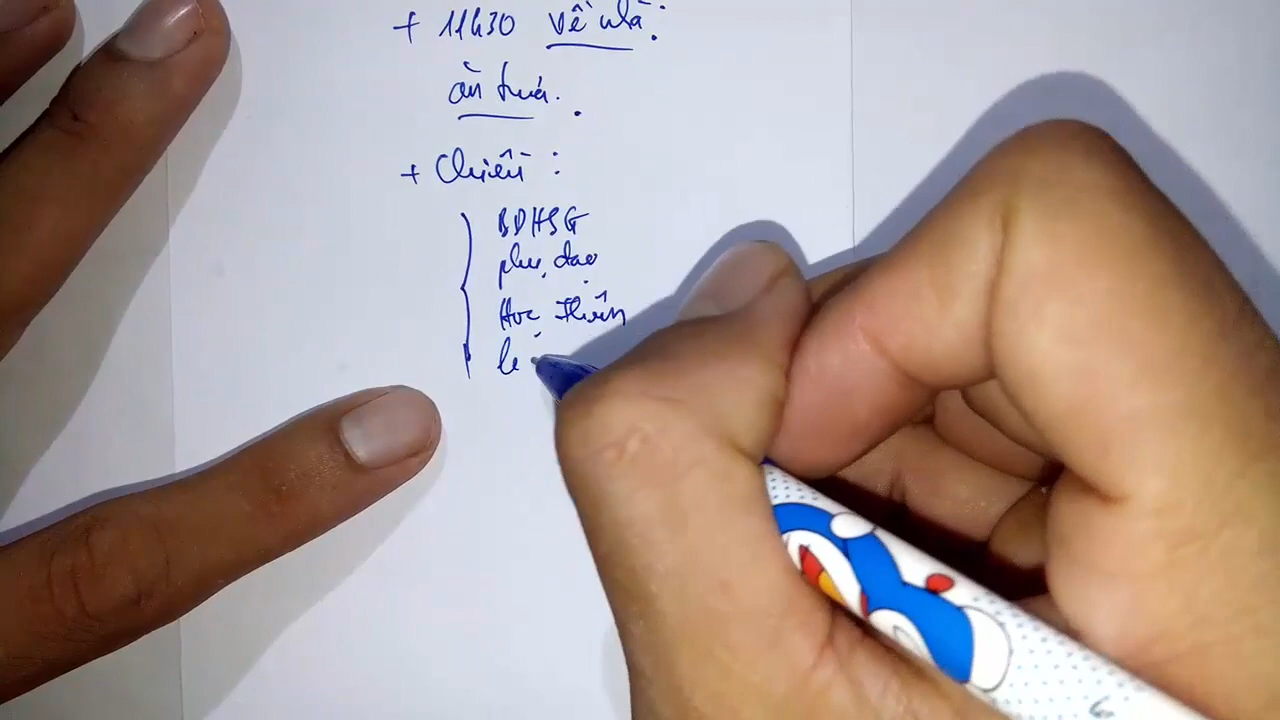 + 11h30 về nhà.
ăn trưa.
+ Chiều:
BDHSG
phụ đạo
Học thêm